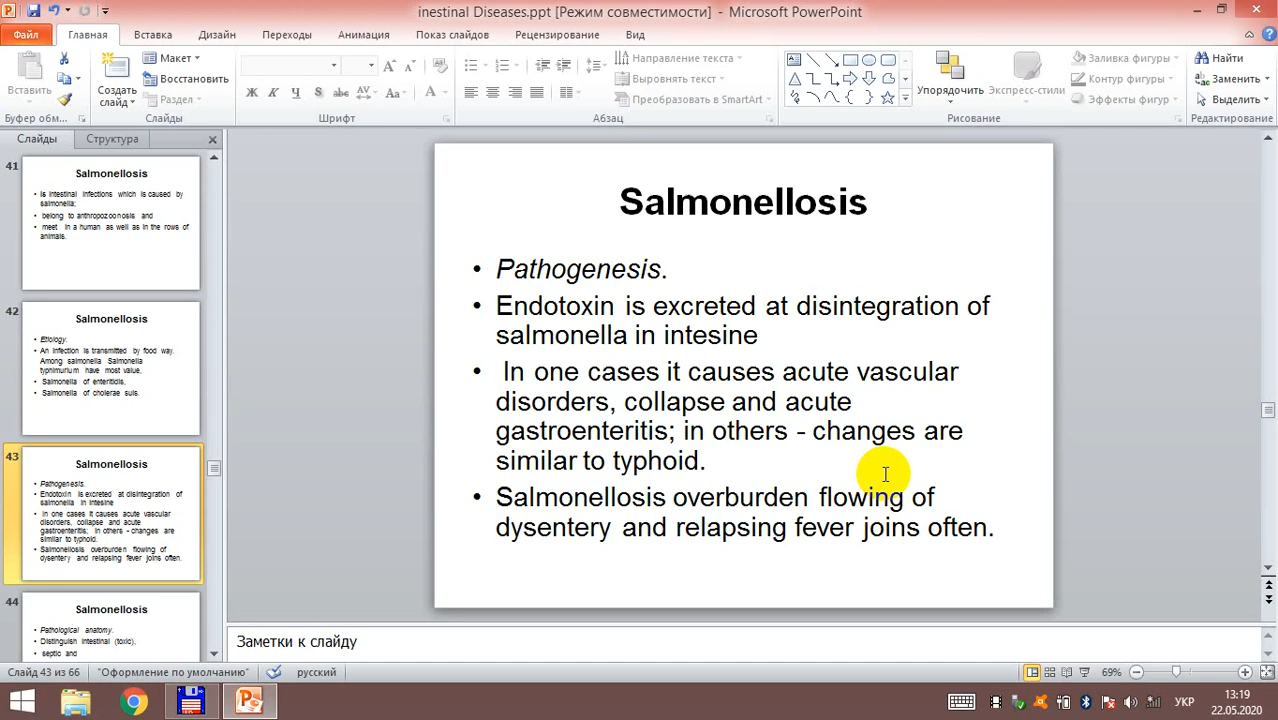 inestinal Diseases.ppt [Режим совместимости] - Microsoft PowerPoint
Файл Главная Вставка Дизайн Переходы Анимация Показ слайдов Рецензирование Вид
Вставить
Буфер обм...
Создать слайд
Макет
Восстановить
Раздел
Слайды
Ж К Ч S abc AV Aa A
Шрифт
Направление текста
Выровнять текст
Преобразовать в SmartArt
Абзац
Упорядочить
Экспресс-стили
Заливка фигуры
Контур фигуры
Эффекты фигур
Рисование
Найти
Заменить
Выделить
Редактирование
Слайды Структура
41
Salmonellosis
• Is intestinal infections which is caused by
salmonella;
• belong to anthropozoonosis and
• meet in a human as well as in the rows of
animals.
42
Salmonellosis
• Etiology.
• An infection is transmitted by food way.
Among salmonella Salmonella
typhimurium have most value,
• Salmonella of enteritidis,
• Salmonella of cholerae suis.
43
Salmonellosis
• Pathogenesis.
• Endotoxin is excreted at disintegration of
salmonella in intesine
• In one cases it causes acute vascular
disorders, collapse and acute
gastroenteritis; in others - changes are
similar to typhoid.
• Salmonellosis overburden flowing of
dysentery and relapsing fever joins often.
44
Salmonellosis
• Pathological anatomy.
• Distinguish intestinal (toxic),
• septic and
Salmonellosis
• Pathogenesis.
• Endotoxin is excreted at disintegration of
salmonella in intesine
• In one cases it causes acute vascular
disorders, collapse and acute
gastroenteritis; in others - changes are
similar to typhoid.
• Salmonellosis overburden flowing of
dysentery and relapsing fever joins often.
Заметки к слайду
Слайд 43 из 66 "Оформление по умолчанию" русский 69%
УКР
13:19
22.05.2020